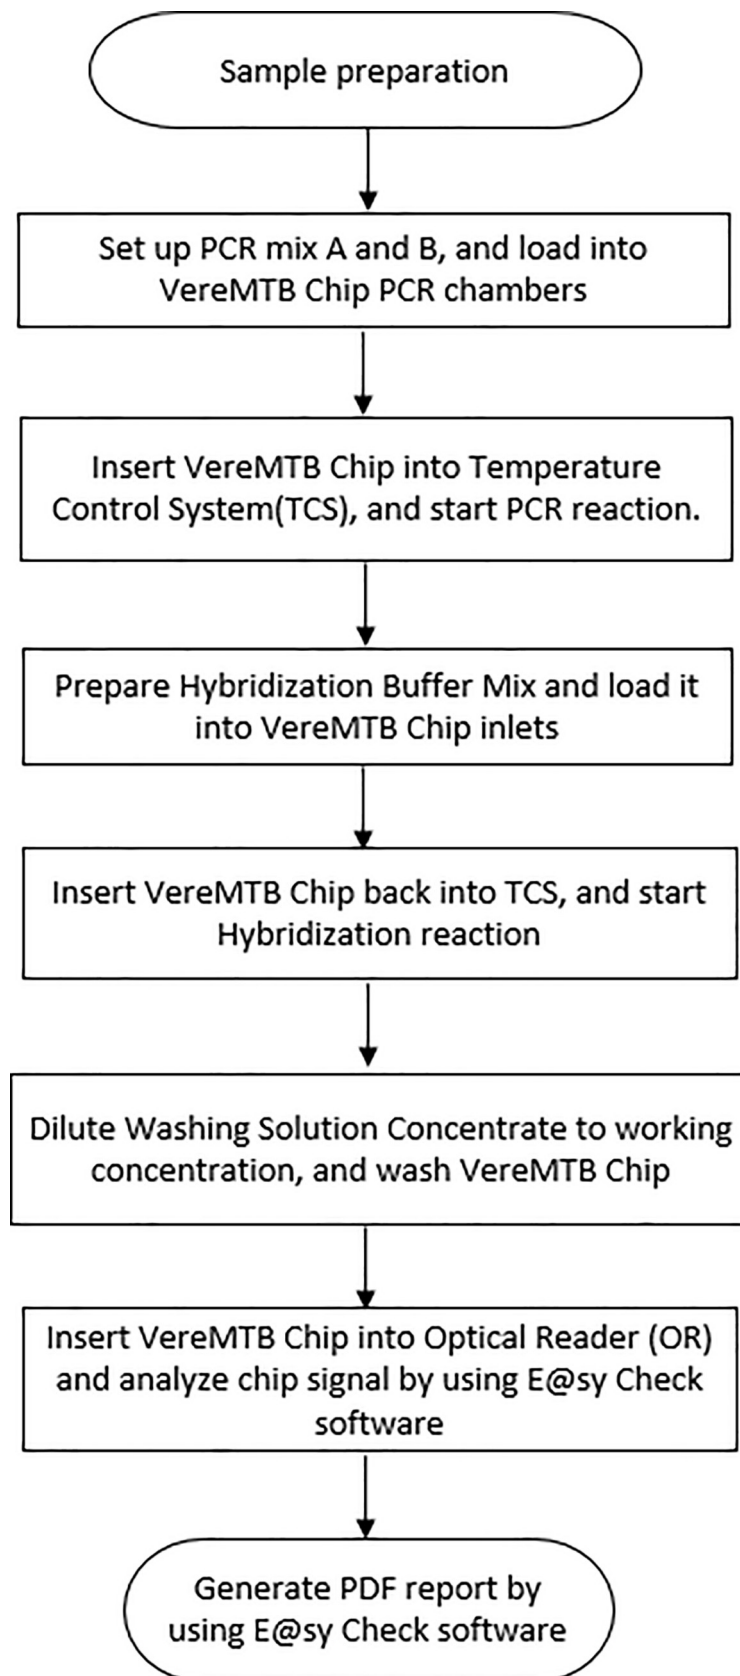 Sample preparation
Set up PCR mix A and B, and load into
VereMTB Chip PCR chambers
Insert VereMTB Chip into Temperature
Control System(TCS), and start PCR reaction.
Prepare Hybridization Buffer Mix and load it
into VereMTB Chip inlets
Insert VereMTB Chip back into TCS, and start
Hybridization reaction
Dilute Washing Solution Concentrate to working
concentration, and wash VereMTB Chip
Insert VereMTB Chip into Optical Reader (OR)
and analyze chip signal by using E@sy Check
software
Generate PDF report by
using E@sy Check software